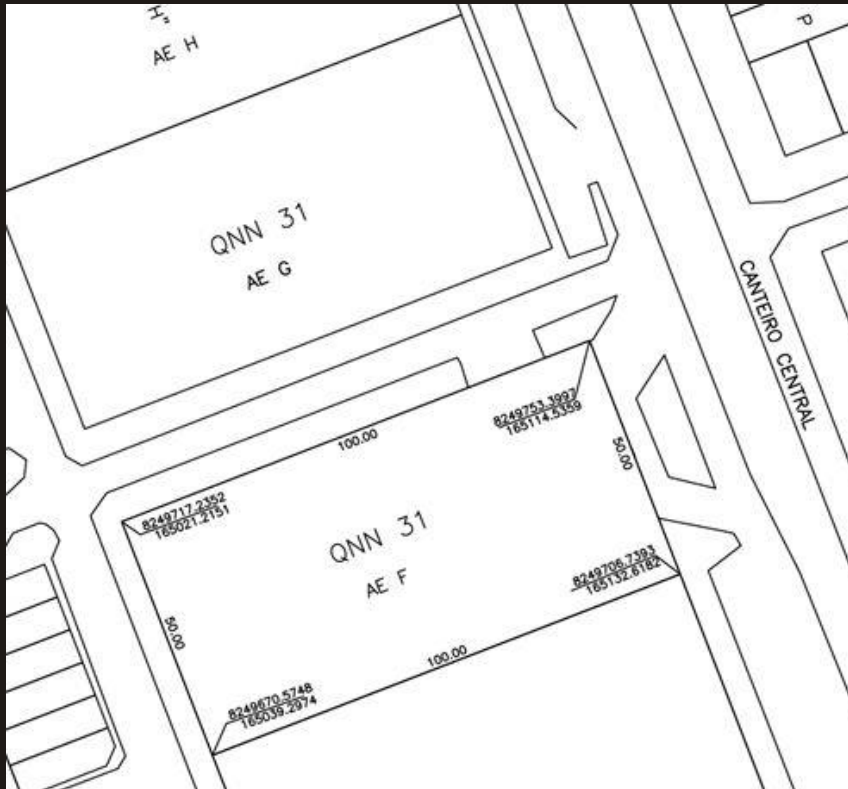 AE H
P
QNN 31
AE G
CANTEIRO CENTRAL
8249753.3997
165114.5359
100.00
50.00
8249717.2352
165021.2151
QNN 31
AE F
8249706.7393
165132.6182
50.00
100.00
8249670.5748
165039.2974